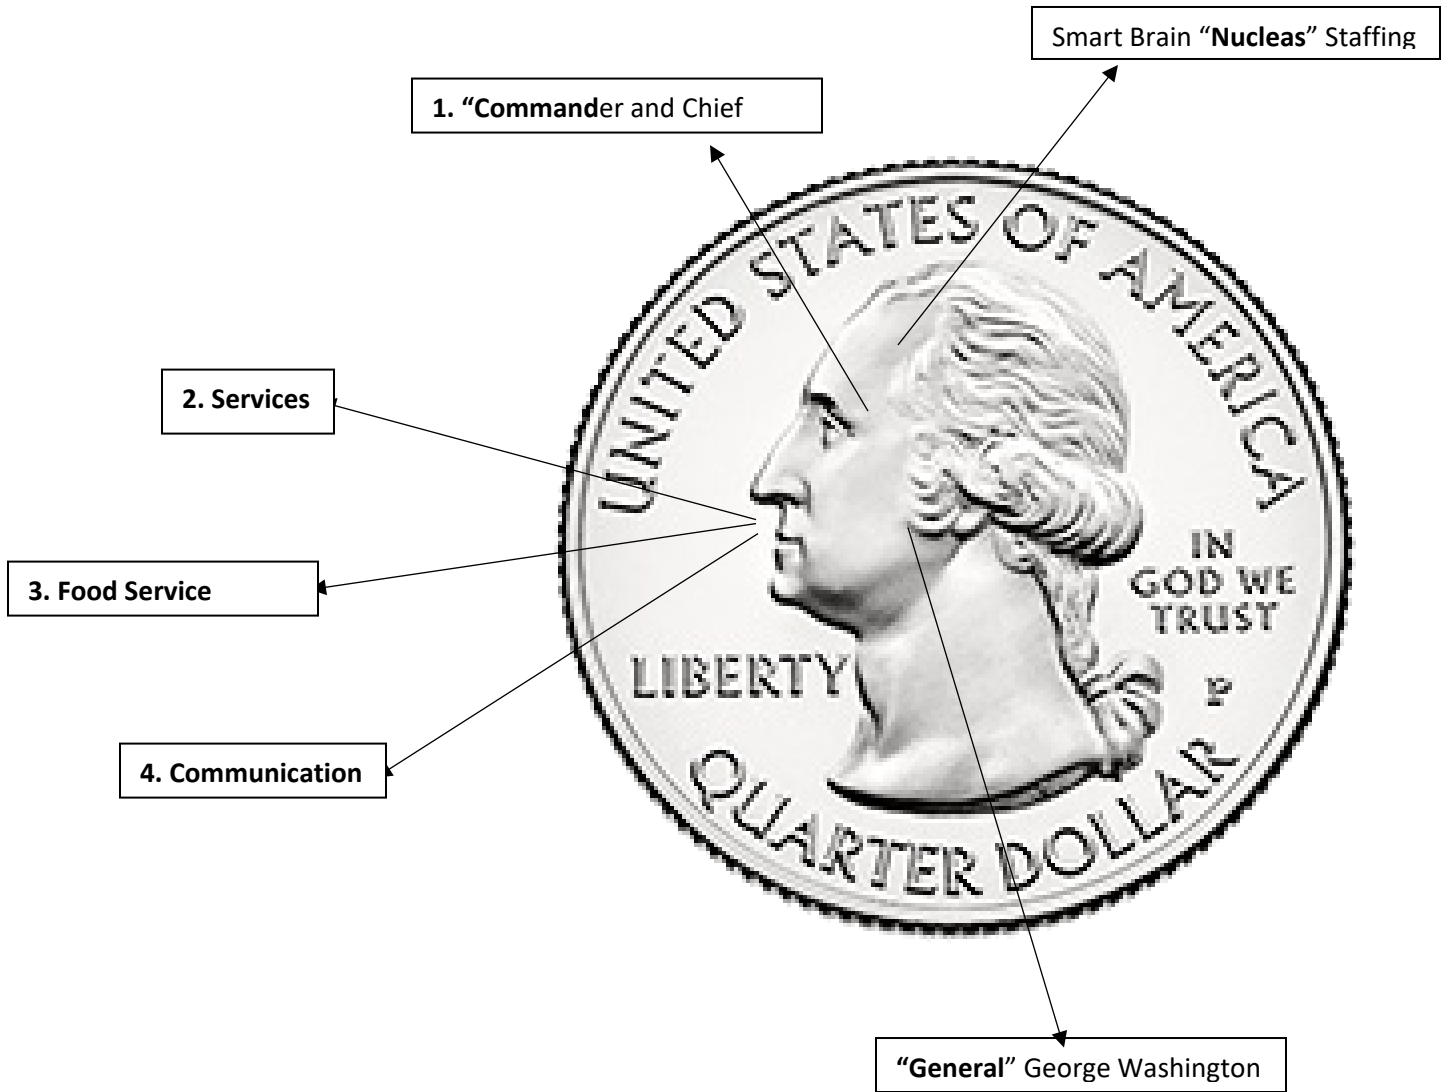 Smart Brain “Nucleas” Staffing
1. “Commander and Chief
UNITED STATES OF AMERICA
2. Services
IN
GOD WE
TRUST
3. Food Service
LIBERTY
P
4. Communication
QUARTER DOLLAR
“General” George Washington